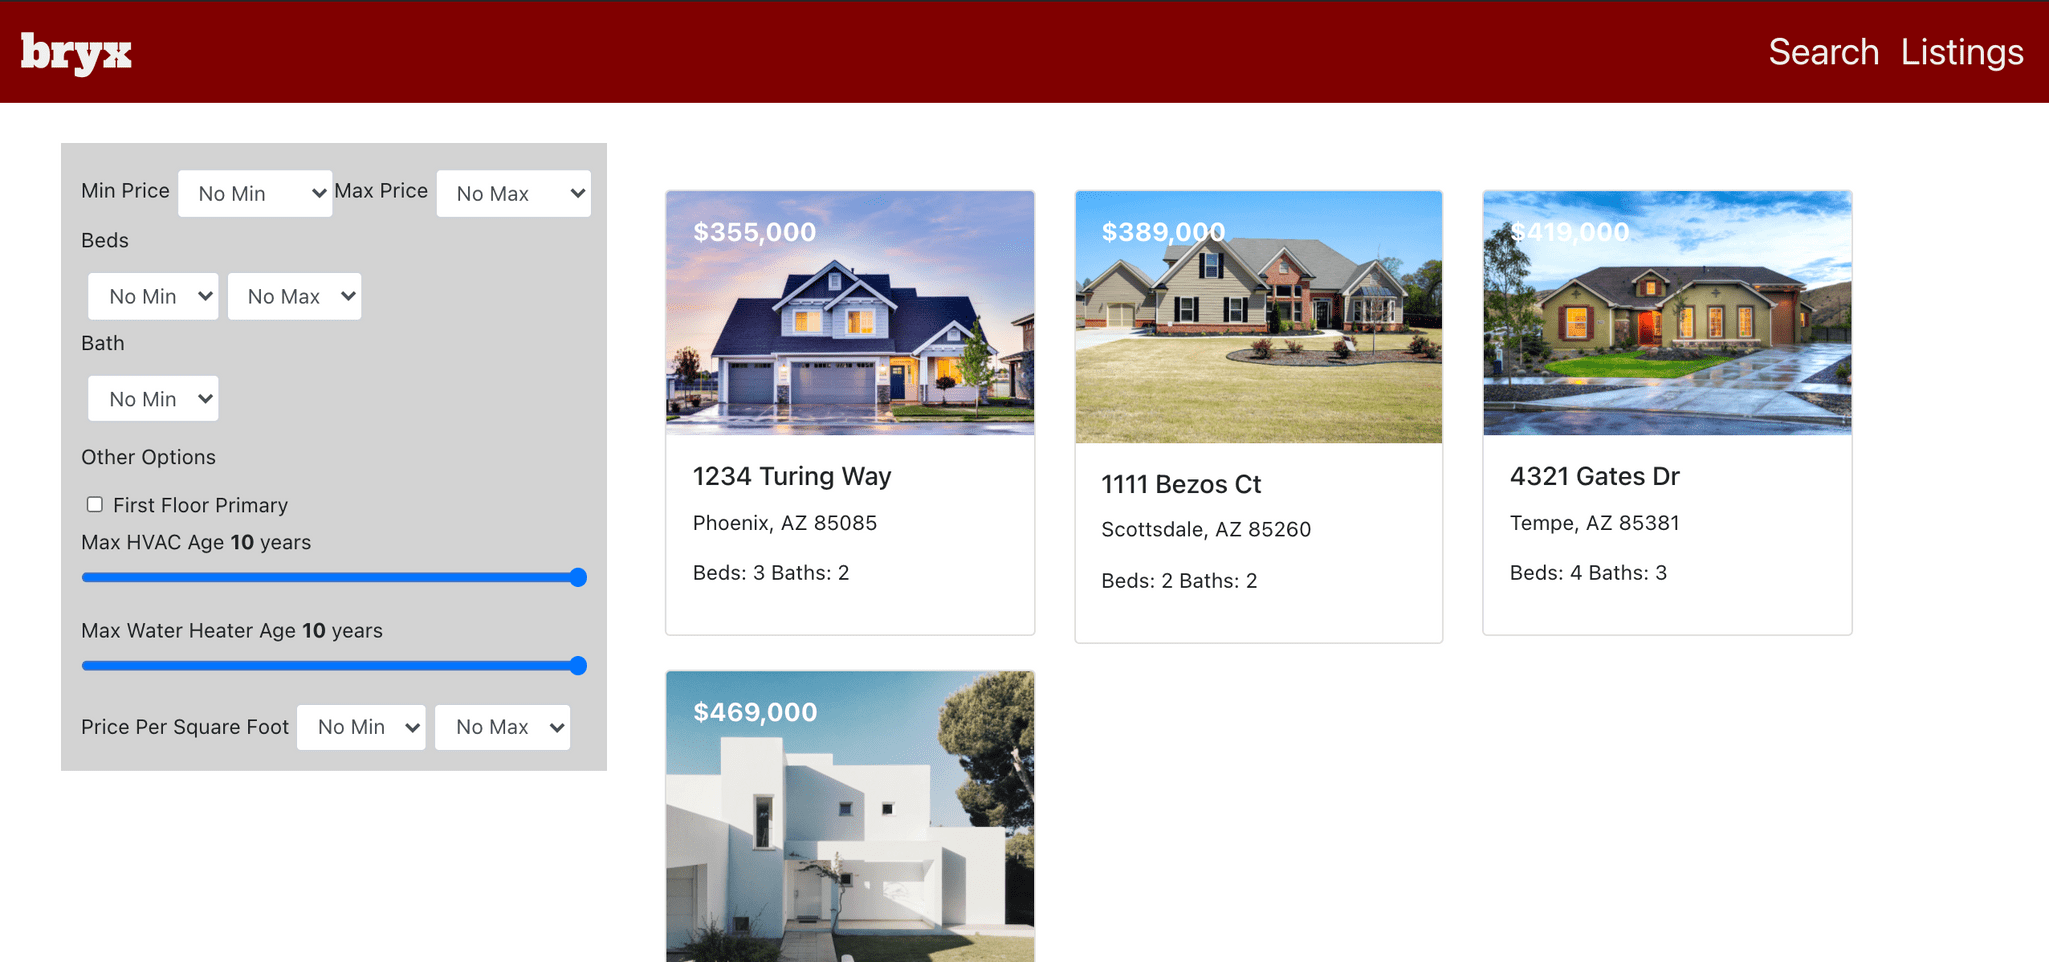 bryx
Search Listings
Min Price No Min Max Price No Max
Beds
No Min No Max
Bath
No Min
Other Options
First Floor Primary
Max HVAC Age 10 years
Max Water Heater Age 10 years
Price Per Square Foot No Min No Max
$355,000
1234 Turing Way
Phoenix, AZ 85085
Beds: 3 Baths: 2
$389,000
1111 Bezos Ct
Scottsdale, AZ 85260
Beds: 2 Baths: 2
$419,000
4321 Gates Dr
Tempe, AZ 85381
Beds: 4 Baths: 3
$469,000